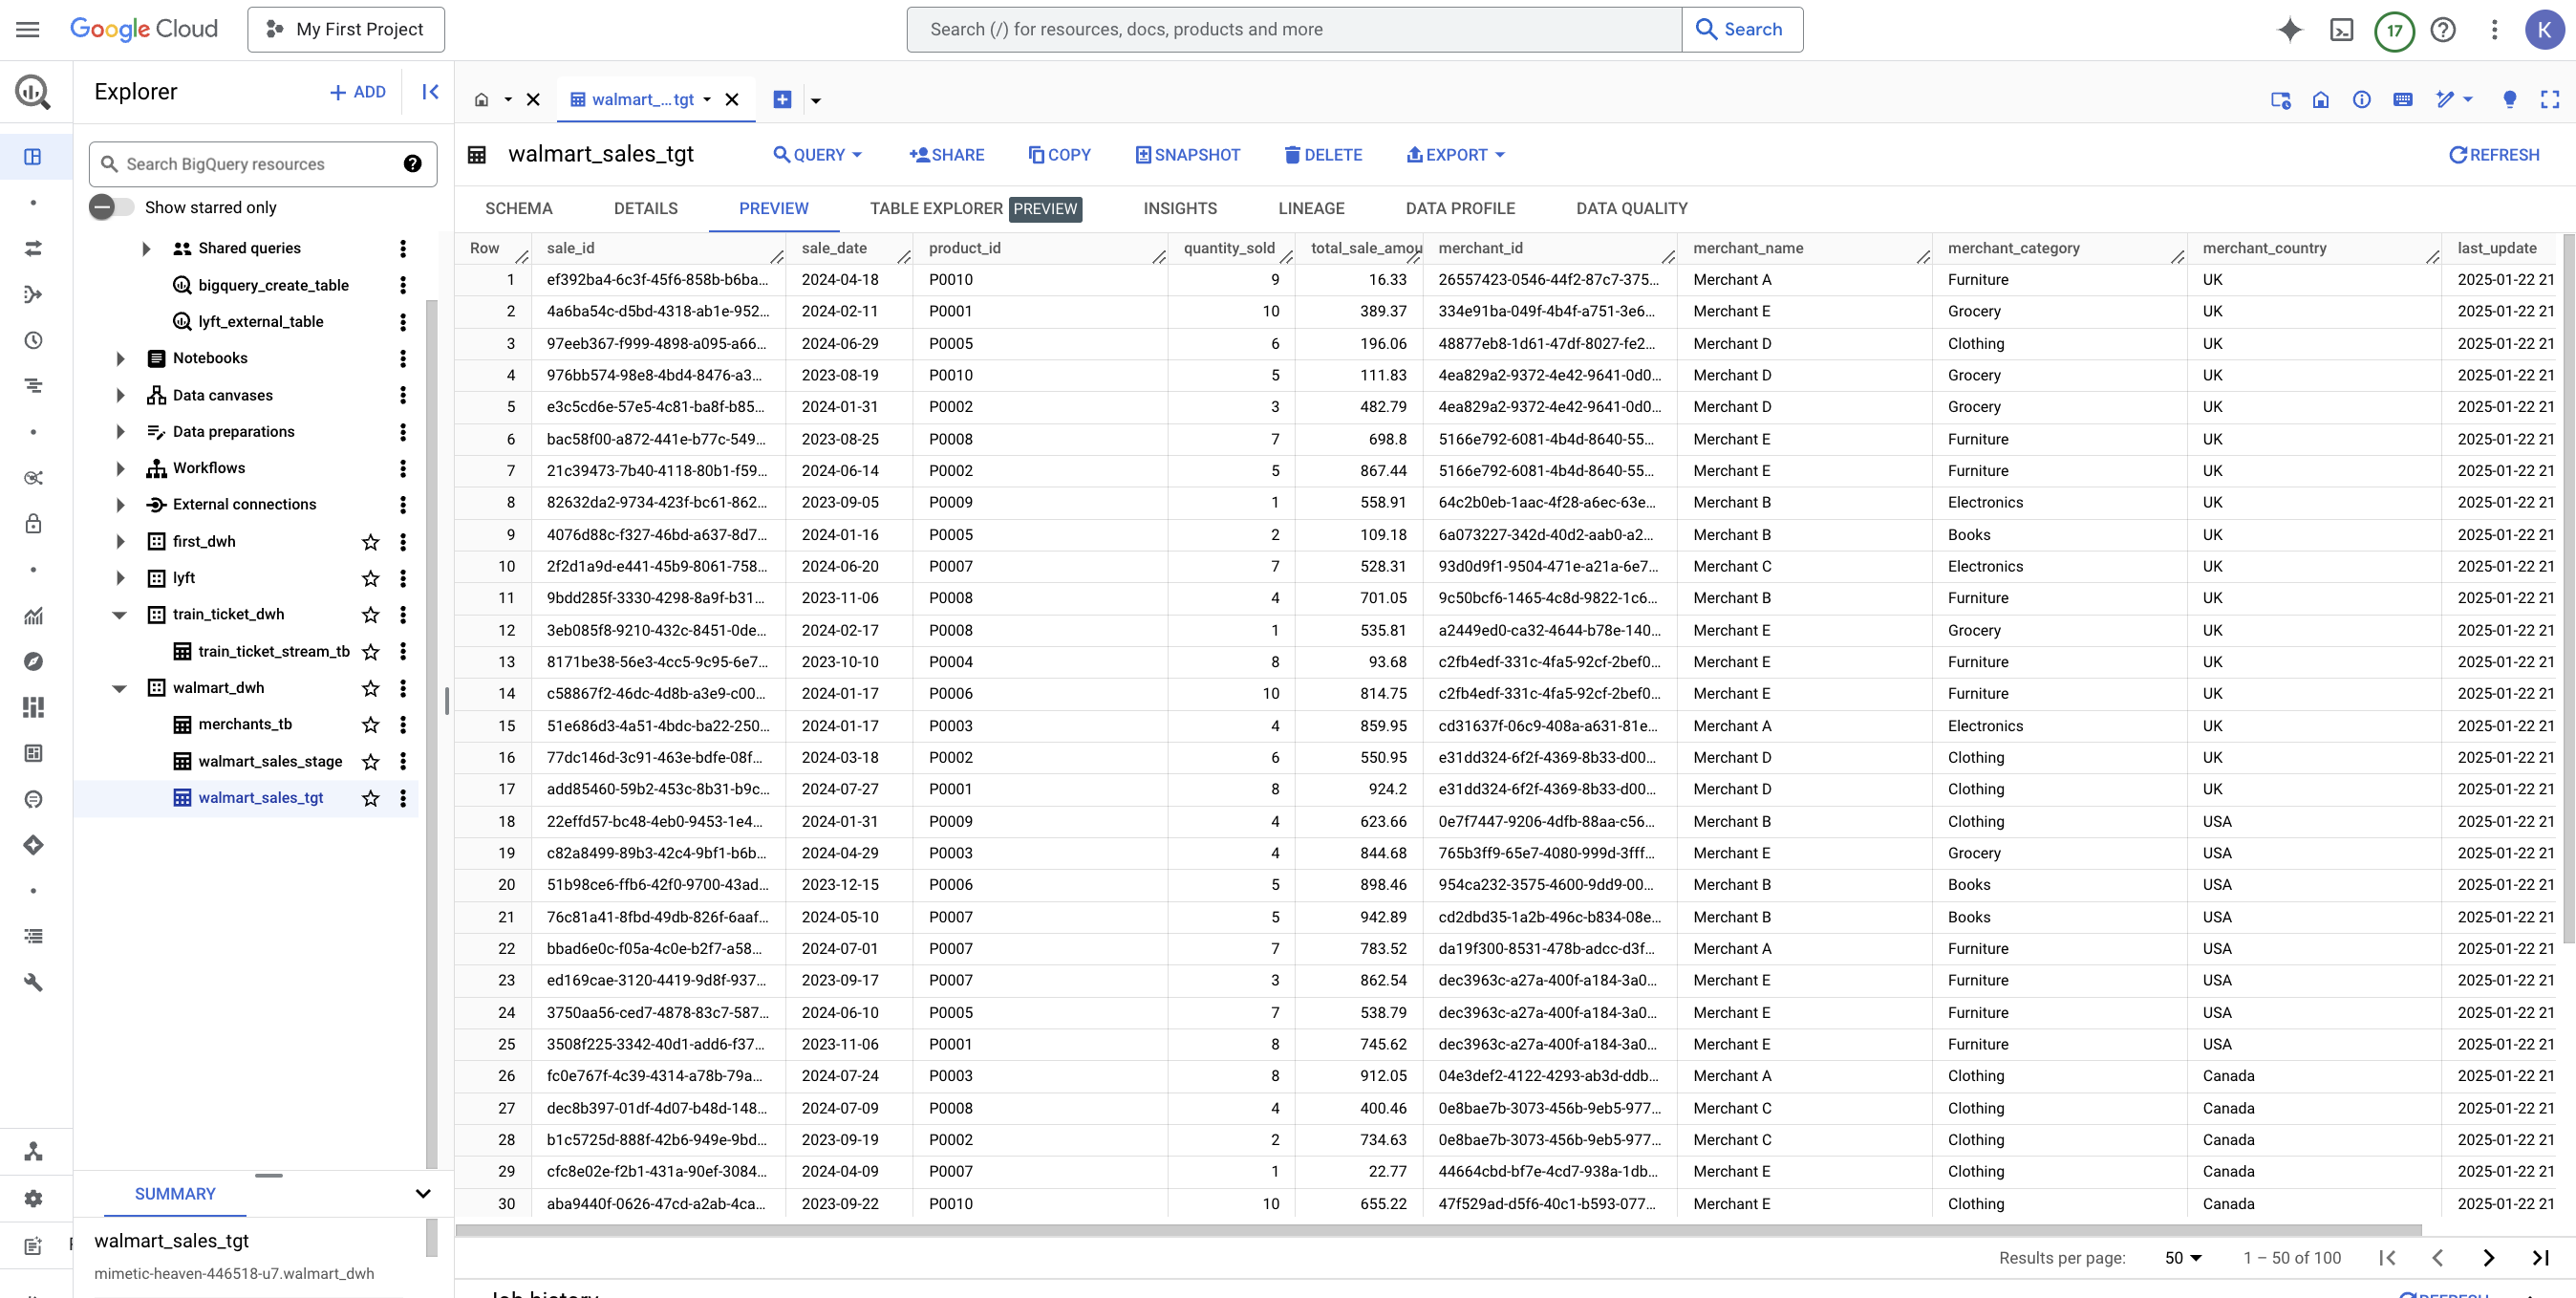 Google Cloud
My First Project
Search (/) for resources, docs, products and more
Search
17
K
Explorer
ADD
walmart_...tgt
Search BigQuery resources
Show starred only
Shared queries
bigquery_create_table
lyft_external_table
Notebooks
Data canvases
Data preparations
Workflows
External connections
first_dwh
lyft
train_ticket_dwh
train_ticket_stream_tb
walmart_dwh
merchants_tb
walmart_sales_stage
walmart_sales_tgt
SUMMARY
walmart_sales_tgt
mimetic-heaven-446518-u7.walmart_dwh
walmart_sales_tgt QUERY SHARE COPY SNAPSHOT DELETE EXPORT REFRESH
SCHEMA DETAILS PREVIEW TABLE EXPLORER PREVIEW INSIGHTS LINEAGE DATA PROFILE DATA QUALITY
Row sale_id sale_date product_id quantity_sold total_sale_amou merchant_id merchant_name merchant_category merchant_country last_update
1 ef392ba4-6c3f-45f6-858b-b6ba... 2024-04-18 P0010 9 16.33 26557423-0546-44f2-87c7-375... Merchant A Furniture UK 2025-01-22 21
2 4a6ba54c-d5bd-4318-ab1e-952... 2024-02-11 P0001 10 389.37 334e91ba-049f-4b4f-a751-3e6... Merchant E Grocery UK 2025-01-22 21
3 97eeb367-f999-4898-a095-a66... 2024-06-29 P0005 6 196.06 48877eb8-1d61-47df-8027-fe2... Merchant D Clothing UK 2025-01-22 21
4 976bb574-98e8-4bd4-8476-a3... 2023-08-19 P0010 5 111.83 4ea829a2-9372-4e42-9641-0d0... Merchant D Grocery UK 2025-01-22 21
5 e3c5cd6e-57e5-4c81-ba8f-b85... 2024-01-31 P0002 3 482.79 4ea829a2-9372-4e42-9641-0d0... Merchant D Grocery UK 2025-01-22 21
6 bac58f00-a872-441e-b77c-549... 2023-08-25 P0008 7 698.8 5166e792-6081-4b4d-8640-55... Merchant E Furniture UK 2025-01-22 21
7 21c39473-7b40-4118-80b1-f59... 2024-06-14 P0002 5 867.44 5166e792-6081-4b4d-8640-55... Merchant E Furniture UK 2025-01-22 21
8 82632da2-9734-423f-bc61-862... 2023-09-05 P0009 1 558.91 64c2b0eb-1aac-4f28-a6ec-63e... Merchant B Electronics UK 2025-01-22 21
9 4076d88c-f327-46bd-a637-8d7... 2024-01-16 P0005 2 109.18 6a073227-342d-40d2-aab0-a2... Merchant B Books UK 2025-01-22 21
10 2f2d1a9d-e441-45b9-8061-758... 2024-06-20 P0007 7 528.31 93d0d9f1-9504-471e-a21a-6e7... Merchant C Electronics UK 2025-01-22 21
11 9bdd285f-3330-4298-8a9f-b31... 2023-11-06 P0008 4 701.05 9c50bcf6-1465-4c8d-9822-1c6... Merchant B Furniture UK 2025-01-22 21
12 3eb085f8-9210-432c-8451-0de... 2024-02-17 P0008 1 535.81 a2449ed0-ca32-4644-b78e-140... Merchant E Grocery UK 2025-01-22 21
13 8171be38-56e3-4cc5-9c95-6e7... 2023-10-10 P0004 8 93.68 c2fb4edf-331c-4fa5-92cf-2bef0... Merchant E Furniture UK 2025-01-22 21
14 c58867f2-46dc-4d8b-a3e9-c00... 2024-01-17 P0006 10 814.75 c2fb4edf-331c-4fa5-92cf-2bef0... Merchant E Furniture UK 2025-01-22 21
15 51e686d3-4a51-4bdc-ba22-250... 2024-01-17 P0003 4 859.95 cd31637f-06c9-408a-a631-81e... Merchant A Electronics UK 2025-01-22 21
16 77dc146d-3c91-463e-bdfe-08f... 2024-03-18 P0002 6 550.95 e31dd324-6f2f-4369-8b33-d00... Merchant D Clothing UK 2025-01-22 21
17 add85460-59b2-453c-8b31-b9c... 2024-07-27 P0001 8 924.2 e31dd324-6f2f-4369-8b33-d00... Merchant D Clothing UK 2025-01-22 21
18 22effd57-bc48-4eb0-9453-1e4... 2024-01-31 P0009 4 623.66 0e7f7447-9206-4dfb-88aa-c56... Merchant B Clothing USA 2025-01-22 21
19 c82a8499-89b3-42c4-9bf1-b6b... 2024-04-29 P0003 4 844.68 765b3ff9-65e7-4080-999d-3fff... Merchant E Grocery USA 2025-01-22 21
20 51b98ce6-ffb6-42f0-9700-43ad... 2023-12-15 P0006 5 898.46 954ca232-3575-4600-9dd9-00... Merchant B Books USA 2025-01-22 21
21 76c81a41-8fbd-49db-826f-6aaf... 2024-05-10 P0007 5 942.89 cd2dbd35-1a2b-496c-b834-08e... Merchant B Books USA 2025-01-22 21
22 bbad6e0c-f05a-4c0e-b2f7-a58... 2024-07-01 P0007 7 783.52 da19f300-8531-478b-adcc-d3f... Merchant A Furniture USA 2025-01-22 21
23 ed169cae-3120-4419-9d8f-937... 2023-09-17 P0007 3 862.54 dec3963c-a27a-400f-a184-3a0... Merchant E Furniture USA 2025-01-22 21
24 3750aa56-ced7-4878-83c7-587... 2024-06-10 P0005 7 538.79 dec3963c-a27a-400f-a184-3a0... Merchant E Furniture USA 2025-01-22 21
25 3508f225-3342-40d1-add6-f37... 2023-11-06 P0001 8 745.62 dec3963c-a27a-400f-a184-3a0... Merchant E Furniture USA 2025-01-22 21
26 fc0e767f-4c39-4314-a78b-79a... 2024-07-24 P0003 8 912.05 04e3def2-4122-4293-ab3d-ddb... Merchant A Clothing Canada 2025-01-22 21
27 dec8b397-01df-4d07-b48d-148... 2024-07-09 P0008 4 400.46 0e8bae7b-3073-456b-9eb5-977... Merchant C Clothing Canada 2025-01-22 21
28 b1c5725d-888f-42b6-949e-9bd... 2023-09-19 P0002 2 734.63 0e8bae7b-3073-456b-9eb5-977... Merchant C Clothing Canada 2025-01-22 21
29 cfc8e02e-f2b1-431a-90ef-3084... 2024-04-09 P0007 1 22.77 44664cbd-bf7e-4cd7-938a-1db... Merchant E Clothing Canada 2025-01-22 21
30 aba9440f-0626-47cd-a2ab-4ca... 2023-09-22 P0010 10 655.22 47f529ad-d5f6-40c1-b593-077... Merchant E Clothing Canada 2025-01-22 21
Results per page: 50 1 – 50 of 100
Job history
REFRESH